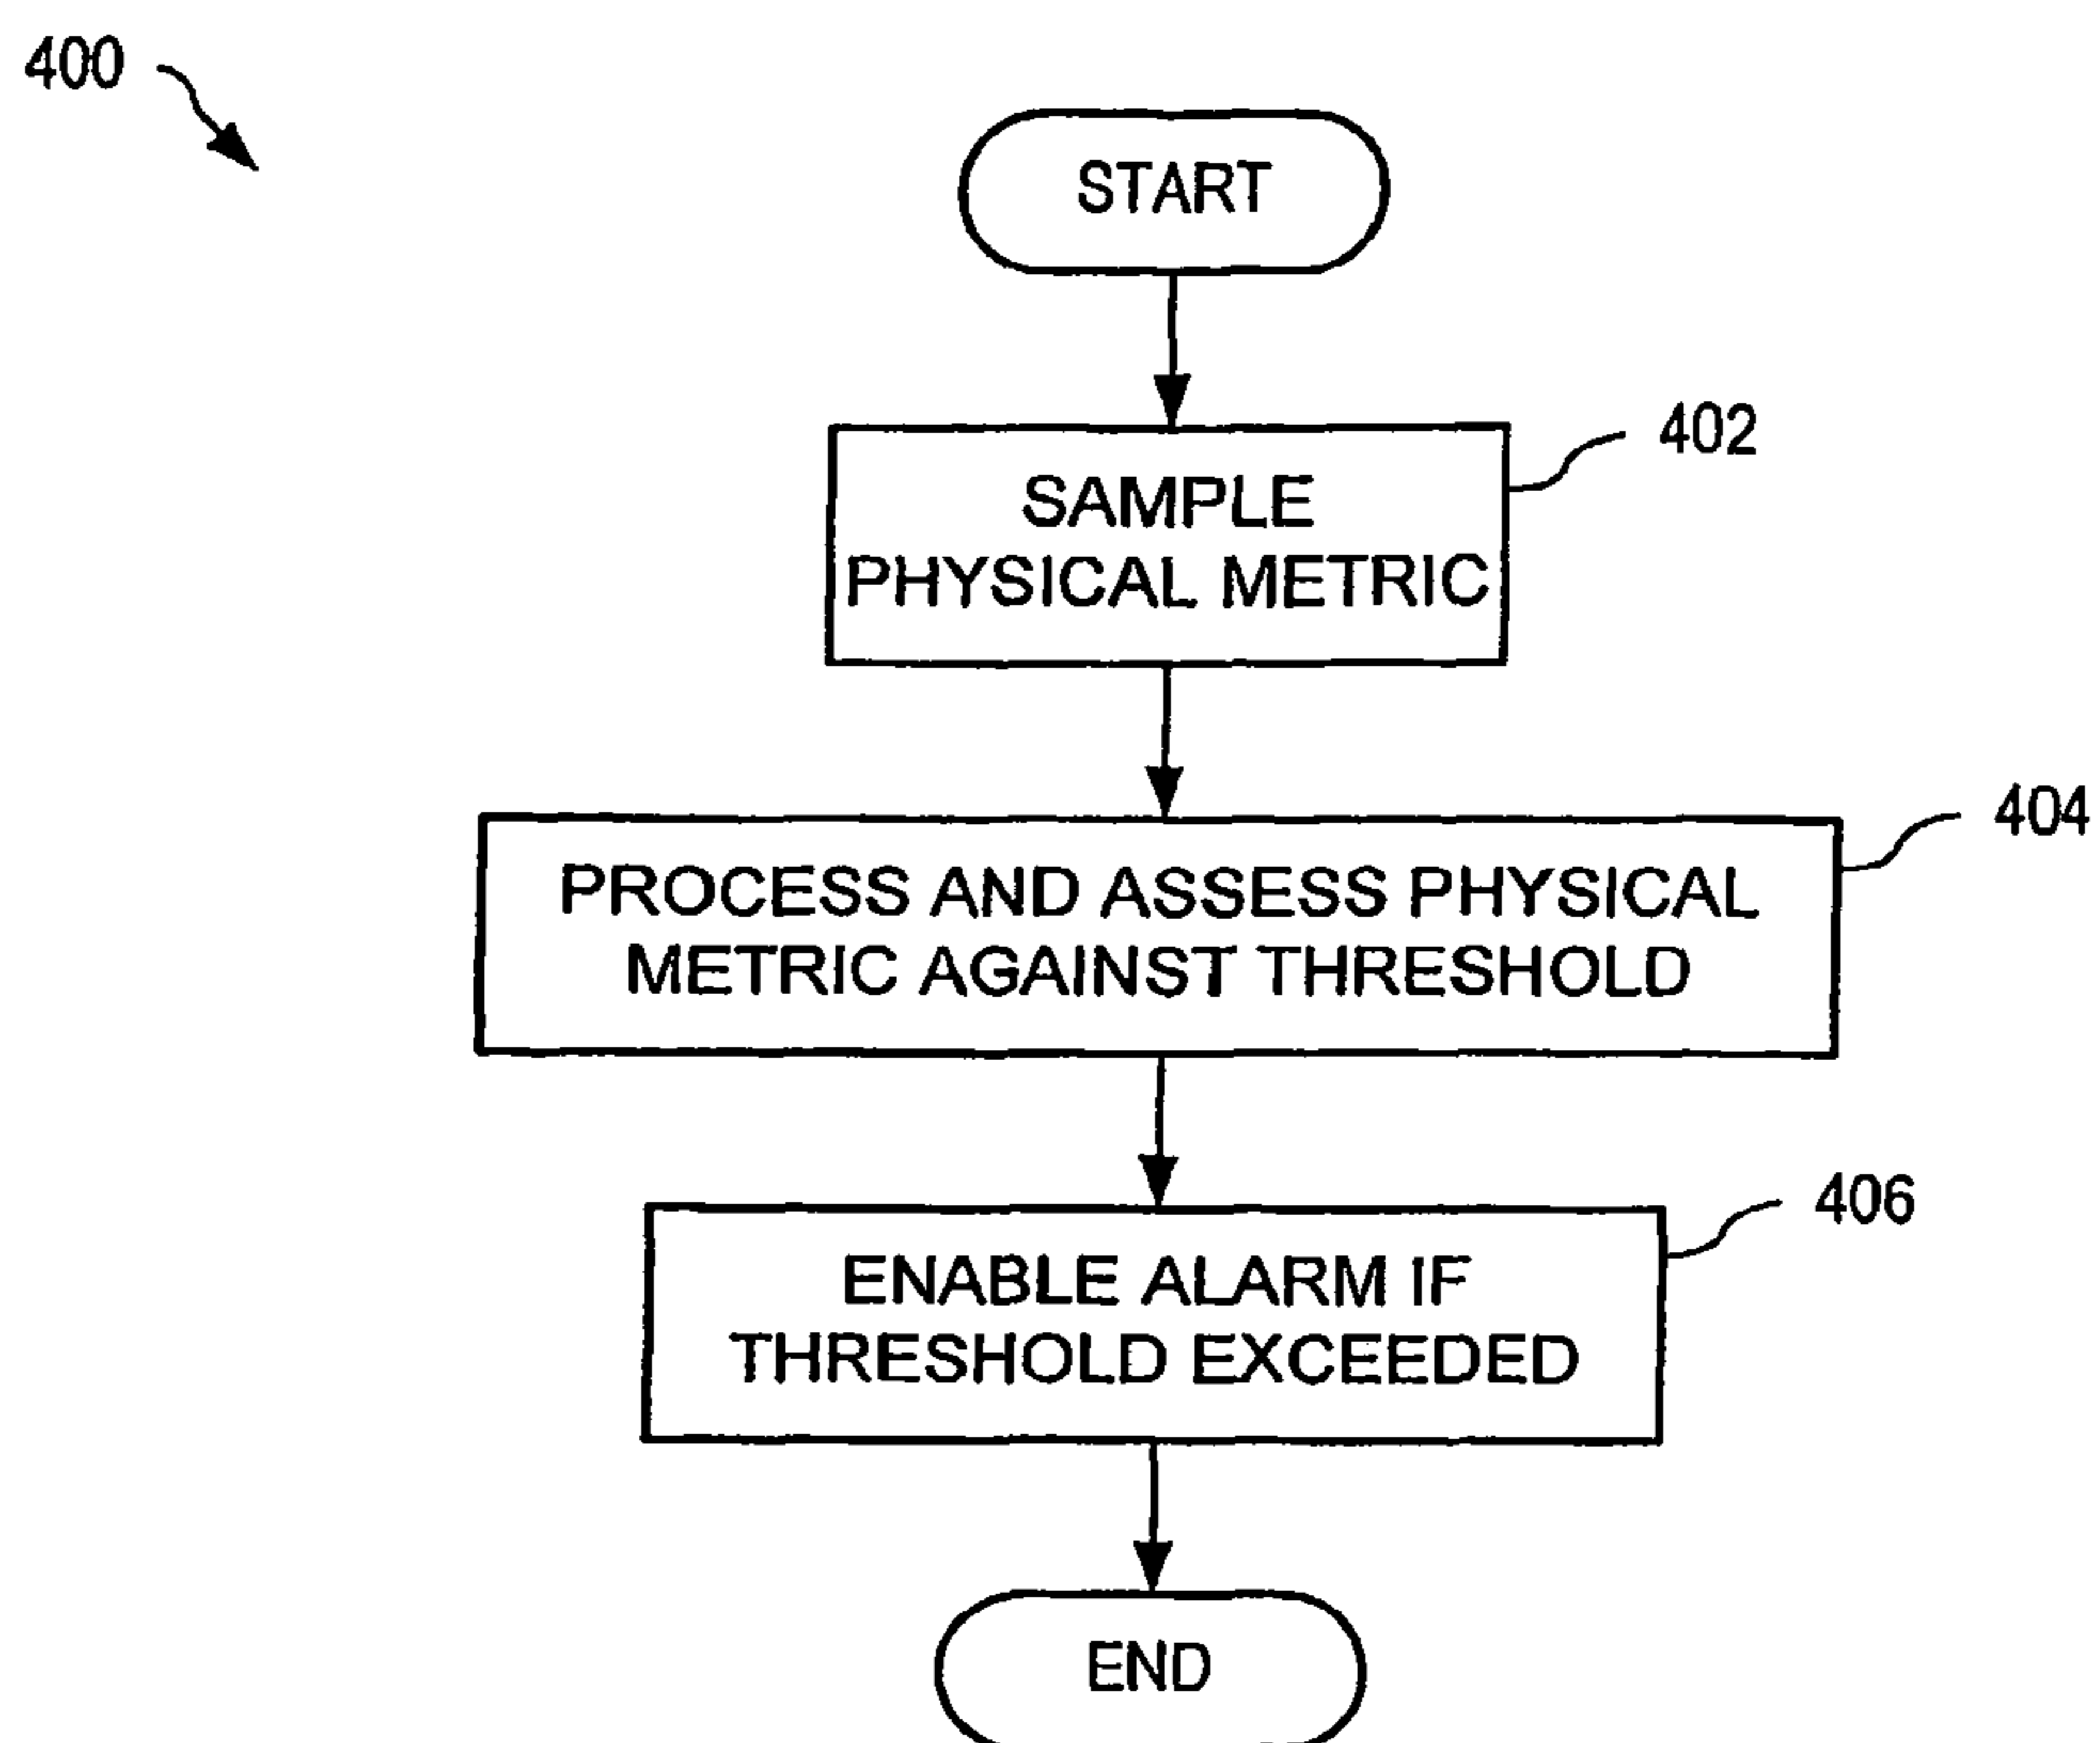 400
START
402
SAMPLE
PHYSICAL METRIC
404
PROCESS AND ASSESS PHYSICAL
METRIC AGAINST THRESHOLD
406
ENABLE ALARM IF
THRESHOLD EXCEEDED
END